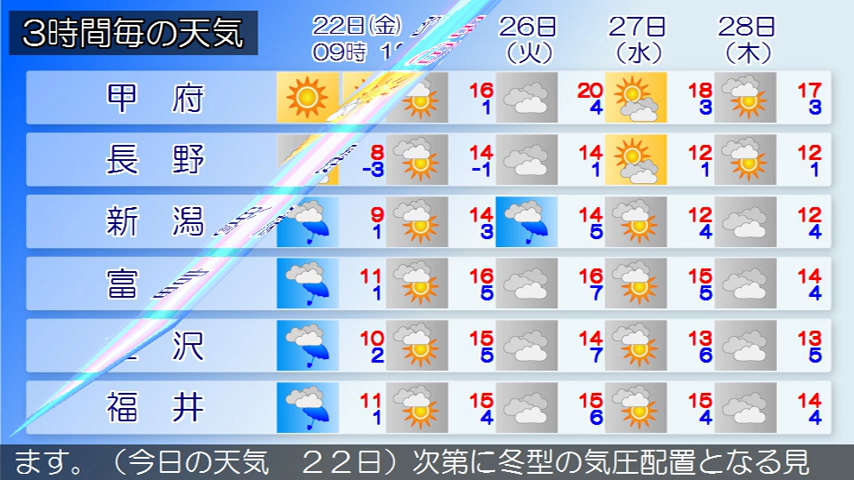 3時間毎の天気
22日(金) 26日 27日 28日
09時 (火) (水) (木)
甲府 16 20 18 17
1 4 3 3
長野 8 14 14 12 12
-3 -1 1 1 1
新潟 9 14 14 12 12
1 3 5 4 4
富 11 16 16 15 14
1 5 7 5 4
沢 10 15 14 13 13
2 5 7 6 5
福井 11 15 15 15 14
1 4 6 4 4
ます。（今日の天気　２２日）次第に冬型の気圧配置となる見